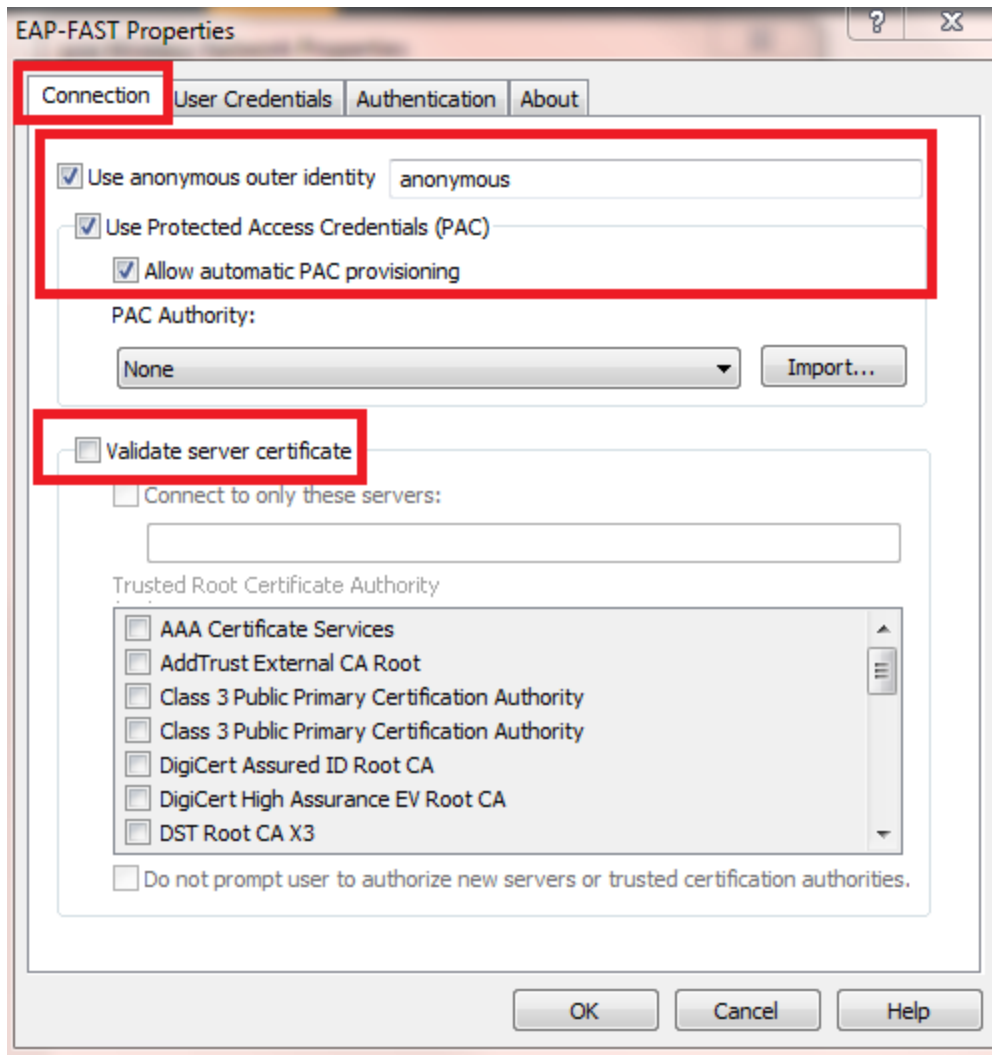 EAP-FAST Properties
Connection User Credentials Authentication About
Use anonymous outer identity anonymous
Use Protected Access Credentials (PAC)
Allow automatic PAC provisioning
PAC Authority:
None Import...
Validate server certificate
Connect to only these servers:
Trusted Root Certificate Authority
AAA Certificate Services
AddTrust External CA Root
Class 3 Public Primary Certification Authority
Class 3 Public Primary Certification Authority
DigiCert Assured ID Root CA
DigiCert High Assurance EV Root CA
DST Root CA X3
Do not prompt user to authorize new servers or trusted certification authorities.
OK Cancel Help